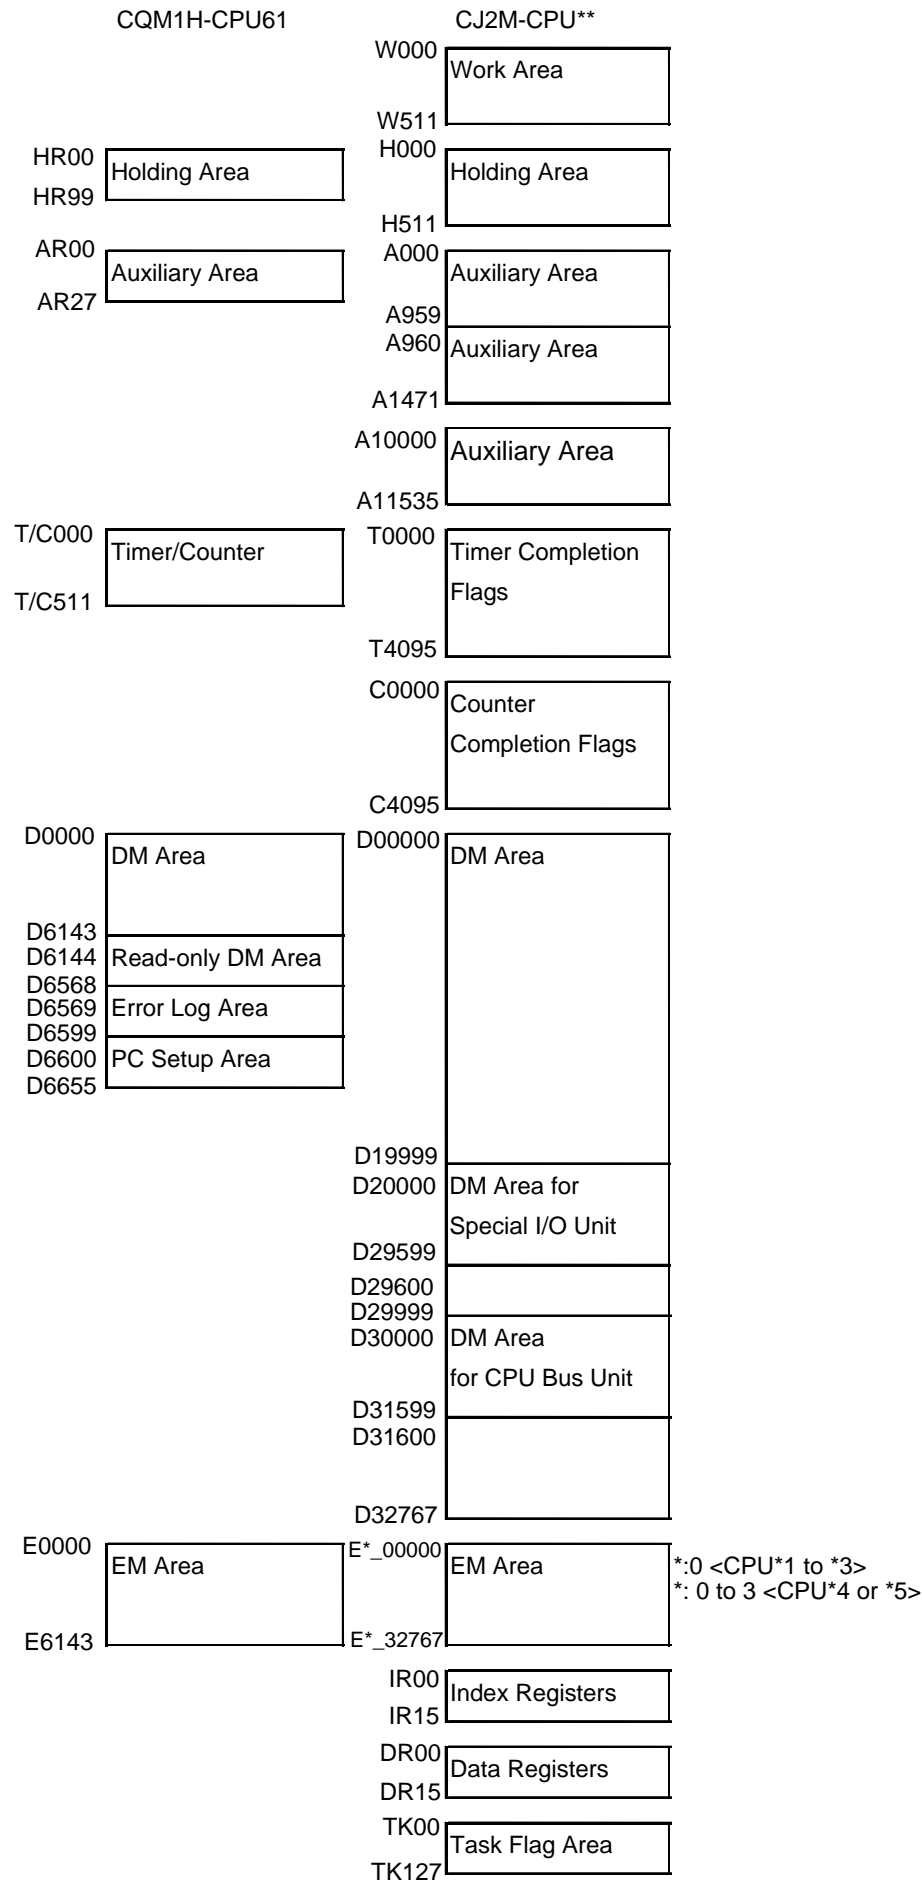 CQM1H-CPU61 CJ2M-CPU**
W000
Work Area
W511
HR00
Holding Area
HR99
H000
Holding Area
H511
AR00
Auxiliary Area
AR27
A000
Auxiliary Area
A959
A960
Auxiliary Area
A1471
A10000
Auxiliary Area
A11535
T/C000
Timer/Counter
T/C511
T0000
Timer Completion
Flags
T4095
C0000
Counter
Completion Flags
C4095
D0000
DM Area
D6143
D6144
Read-only DM Area
D6568
D6569
Error Log Area
D6599
D6600
PC Setup Area
D6655
D00000
DM Area
D19999
D20000
DM Area for
Special I/O Unit
D29599
D29600
D29999
D30000
DM Area
for CPU Bus Unit
D31599
D31600
D32767
E0000
EM Area
E6143
E*_00000
EM Area
E*_32767
*:0 <CPU*1 to *3>
*: 0 to 3 <CPU*4 or *5>
IR00
Index Registers
IR15
DR00
Data Registers
DR15
TK00
Task Flag Area
TK127